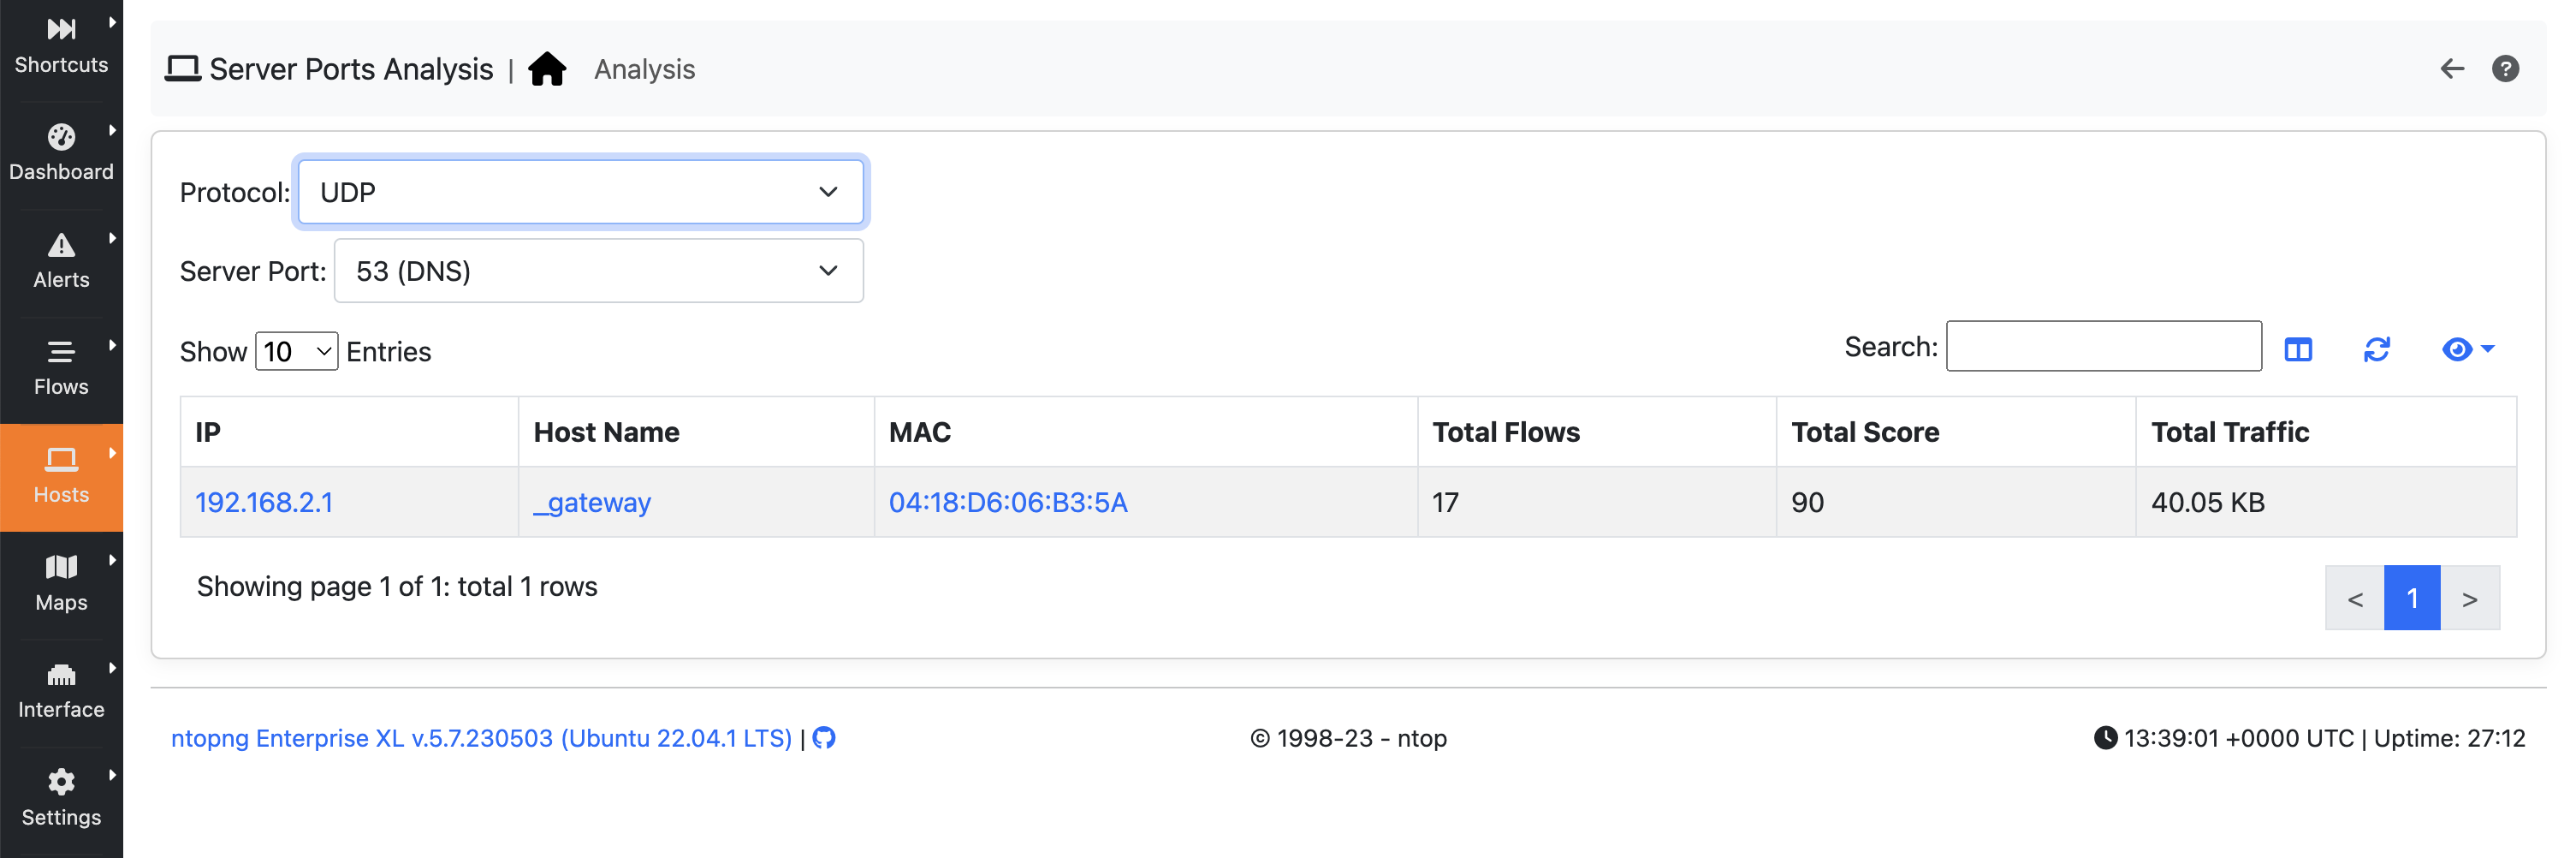 Shortcuts
Dashboard
Alerts
Flows
Hosts
Maps
Interface
Settings
Server Ports Analysis | Analysis
Protocol: UDP
Server Port: 53 (DNS)
Show 10 Entries
Search:
IP Host Name MAC Total Flows Total Score Total Traffic
192.168.2.1 _gateway 04:18:D6:06:B3:5A 17 90 40.05 KB
Showing page 1 of 1: total 1 rows
< 1 >
ntopng Enterprise XL v.5.7.230503 (Ubuntu 22.04.1 LTS) |
© 1998-23 - ntop
13:39:01 +0000 UTC | Uptime: 27:12